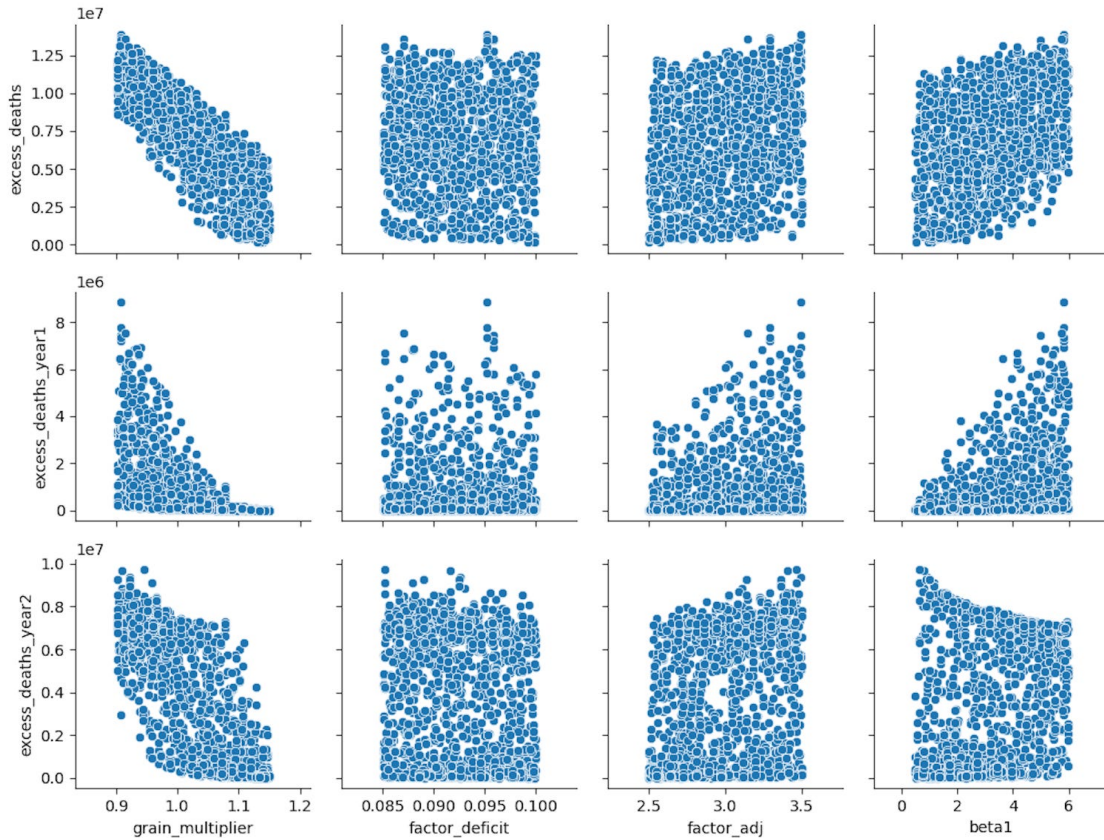 1e7
excess_deaths
1.25
1.00
0.75
0.50
0.25
0.00
1e6
excess_deaths_year1
8
6
4
2
0
1e7
excess_deaths_year2
1.0
0.8
0.6
0.4
0.2
0.0
0.9 1.0 1.1 1.2
grain_multiplier
0.085 0.090 0.095 0.100
factor_deficit
2.5 3.0 3.5
factor_adj
0 2 4 6
beta1